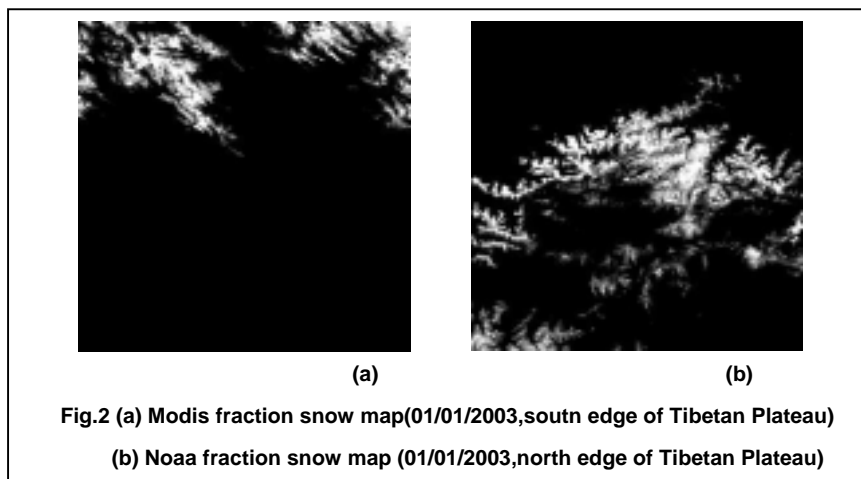 (a) (b)
Fig.2 (a) Modis fraction snow map(01/01/2003,soutn edge of Tibetan Plateau)
(b) Noaa fraction snow map (01/01/2003,north edge of Tibetan Plateau)